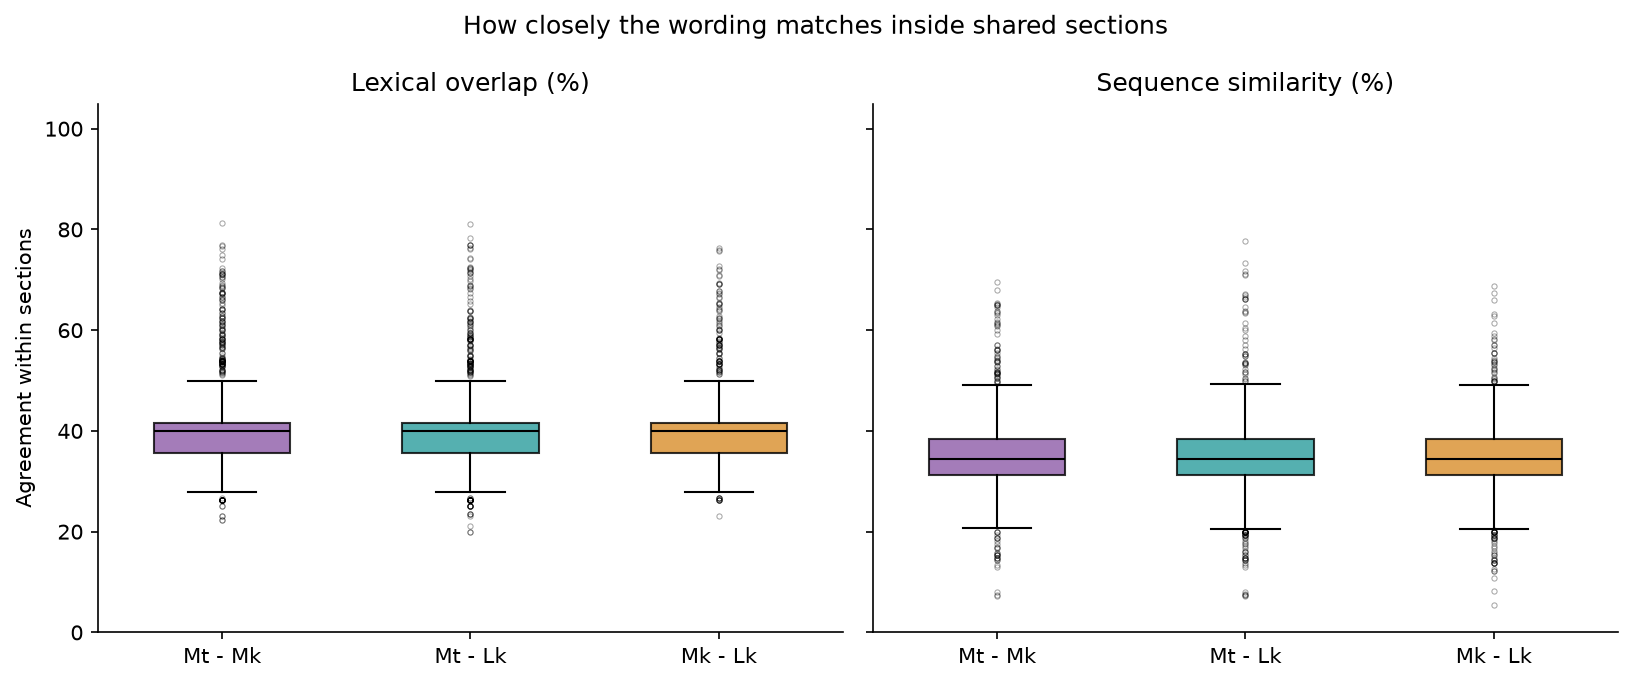 How closely the wording matches inside shared sections
Lexical overlap (%)
Sequence similarity (%)
Agreement within sections
100
80
60
40
20
0
Mt - Mk
Mt - Lk
Mk - Lk
Mt - Mk
Mt - Lk
Mk - Lk